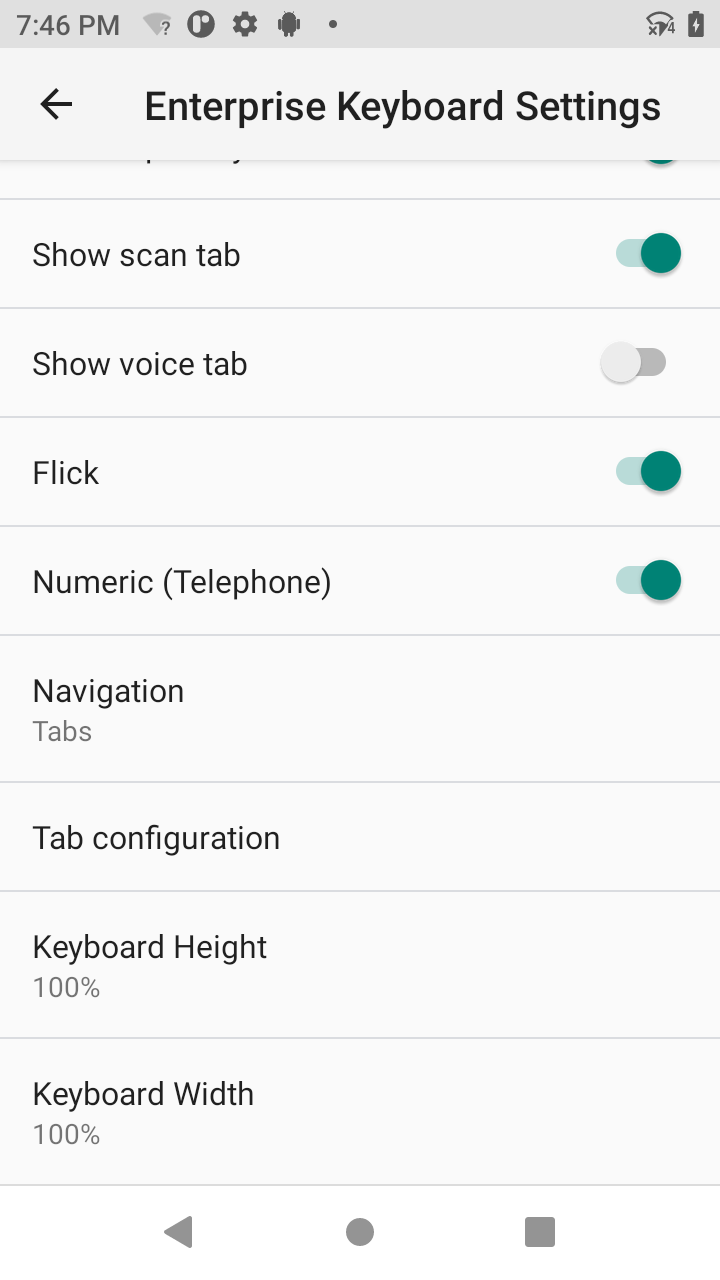 7:46 PM
Enterprise Keyboard Settings
Show scan tab
Show voice tab
Flick
Numeric (Telephone)
Navigation
Tabs
Tab configuration
Keyboard Height
100%
Keyboard Width
100%